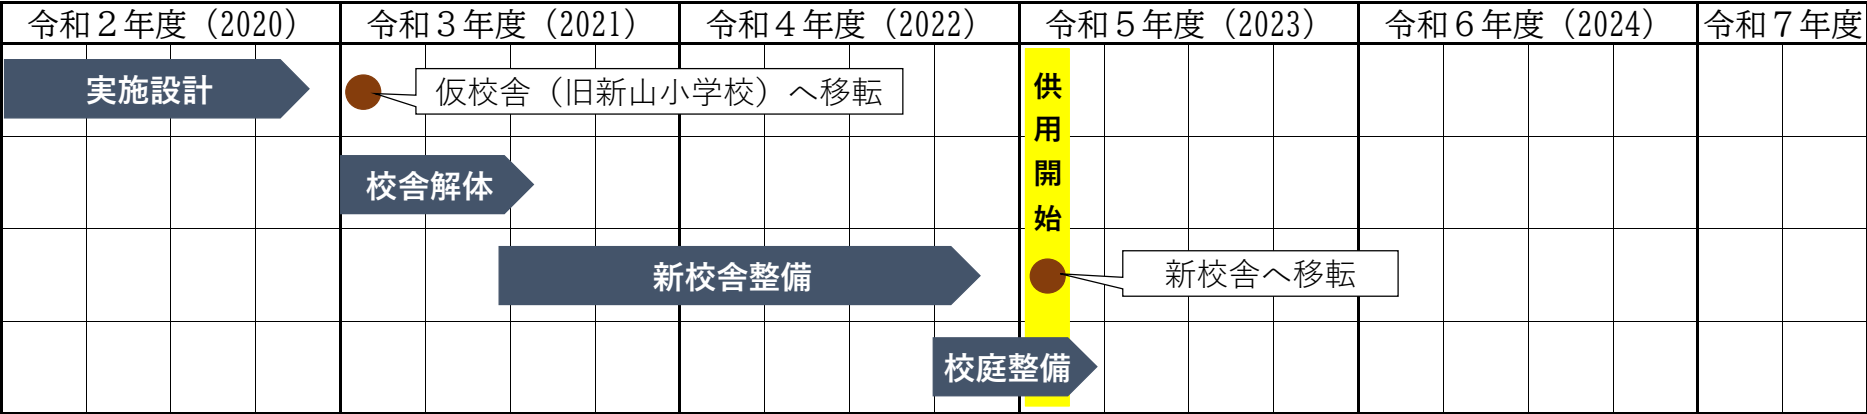 令和２年度（2020）
令和３年度（2021）
令和４年度（2022）
令和５年度（2023）
令和６年度（2024）
令和７年度
実施設計
仮校舎（旧新山小学校）へ移転
供用開始
校舎解体
新校舎整備
新校舎へ移転
校庭整備